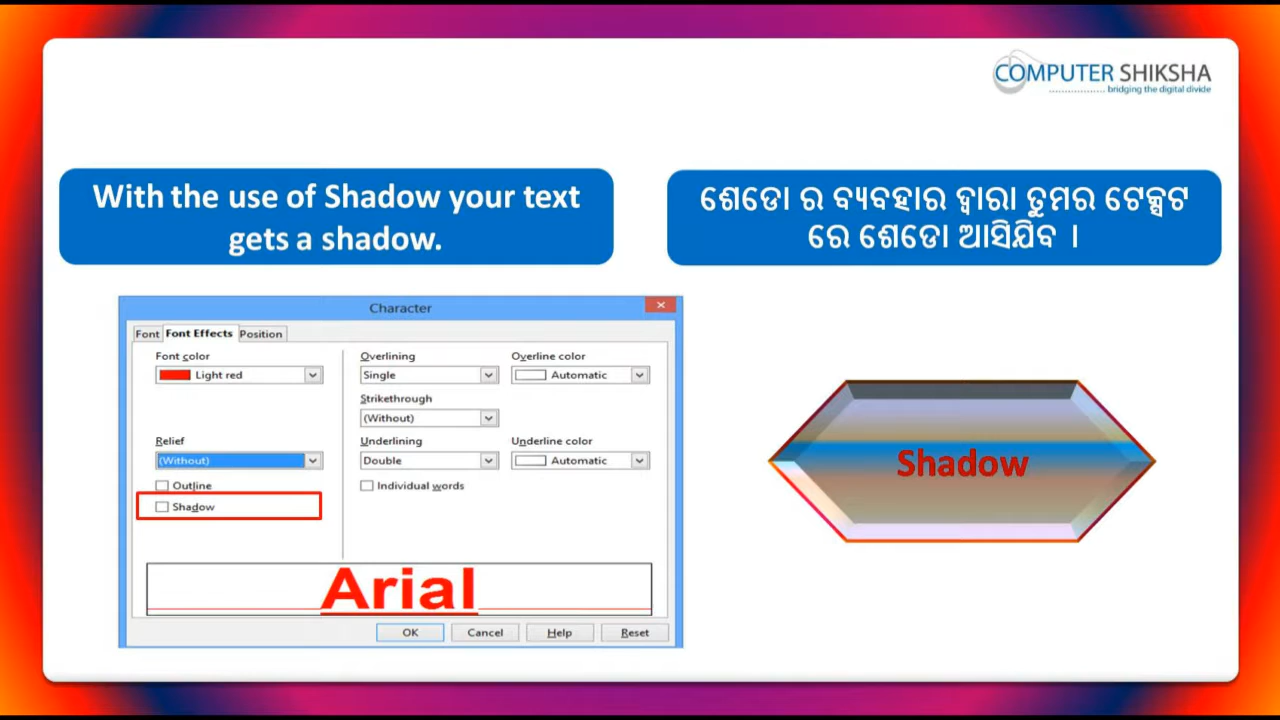 COMPUTER SHIKSHA
bridging the digital divide
With the use of Shadow your text
gets a shadow.
ଶେଡୋ ର ବ୍ୟବହାର ଦ୍ୱାରା ତୁମର ଟେକ୍ସଟ
ରେ ଶେଡୋ ଆସିଯିବ ।
Character
Font Font Effects Position
Font color Overlining Overline color
Light red Single Automatic
Strikethrough
(Without)
Relief Underlining Underline color
(Without) Double Automatic
Outline Individual words
Shadow
Arial
OK Cancel Help Reset
Shadow